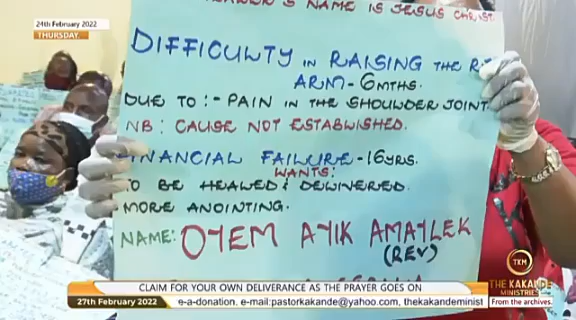 24th February 2022
THURSDAY.
NAME IS JESUS CHRIST
DIFFICULTY IN RAISING THE
ARM - 6MTHS.
DUE TO :- PAIN IN THE SHOULDER JOINT
NB: CAUSE NOT ESTABLISHED.
FINANCIAL FAILURE - 16YRS.
WANTS:
TO BE HEALED & DELIVERED.
MORE ANOINTING.
NAME: OYEM AYIK AMAYLEK
(REV)
TKM
THE KAKANDE
MINISTRIES
CLAIM FOR YOUR OWN DELIVERANCE AS THE PRAYER GOES ON
27th February 2022
e-a-donation. e-mail:pastorkakande@yahoo.com, thekakandeminist
From the archives.